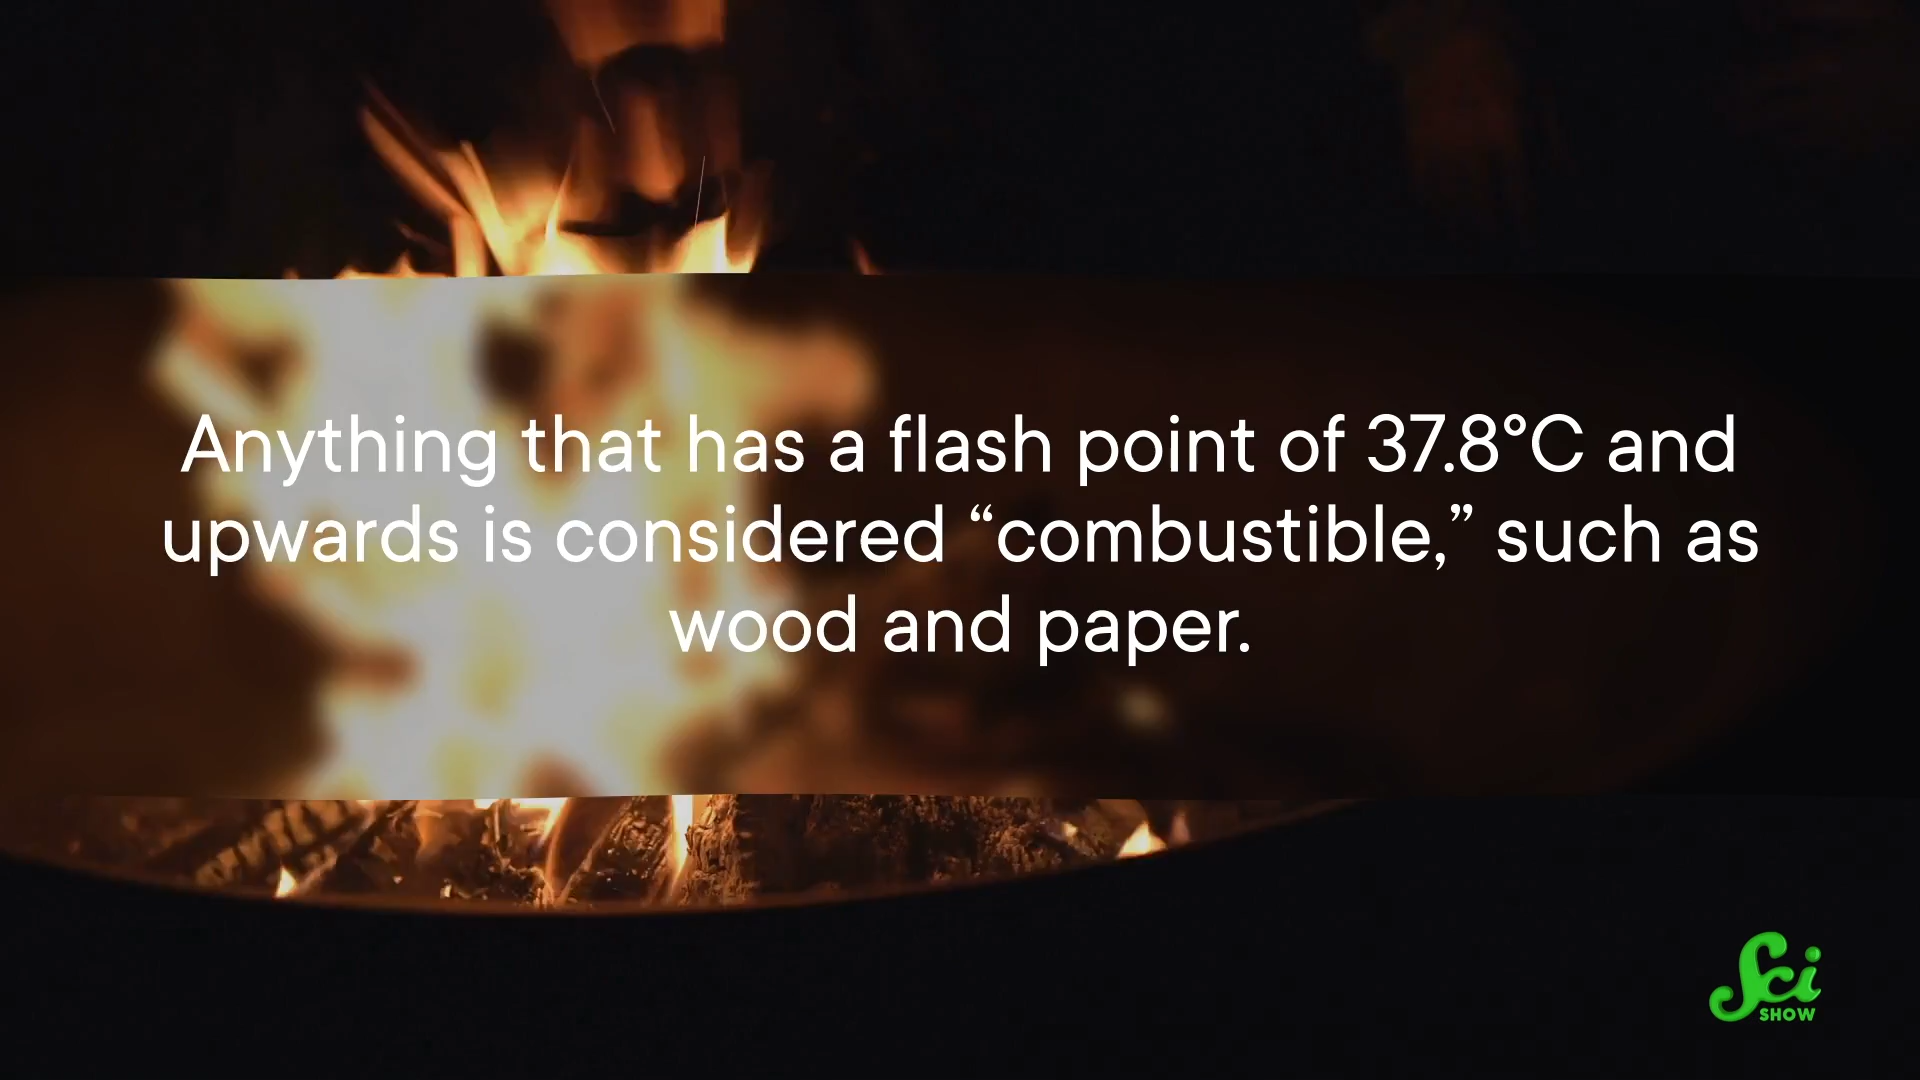 Anything that has a flash point of 37.8°C and
upwards is considered “combustible,” such as
wood and paper.
Sci
SHOW